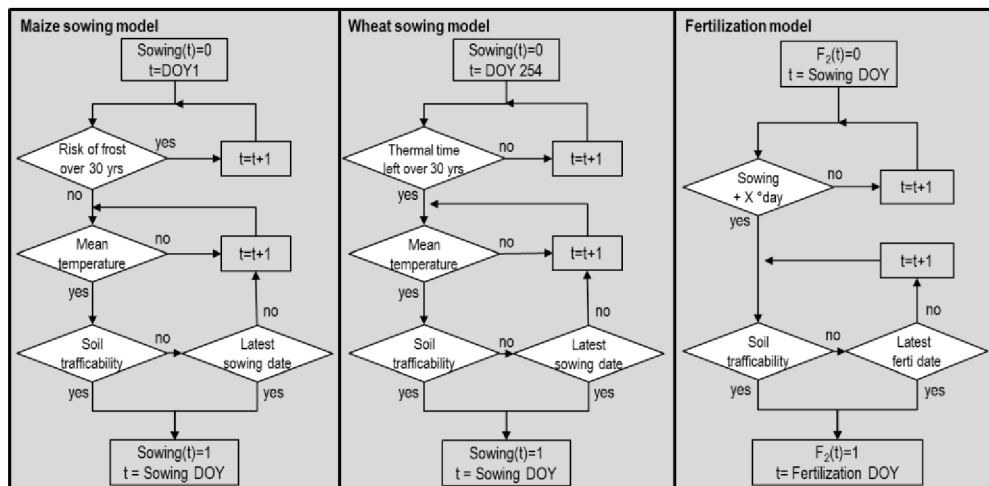 Maize sowing model
Sowing(t)=0
t=DOY1
Risk of frost
over 30 yrs
yes
t=t+1
no
Mean
temperature
no
t=t+1
yes
no
Soil
trafficability
no
Latest
sowing date
yes
yes
Sowing(t)=1
t = Sowing DOY
Wheat sowing model
Sowing(t)=0
t = DOY 254
Thermal time
left over 30 yrs
no
t=t+1
yes
Mean
temperature
no
t=t+1
yes
no
Soil
trafficability
no
Latest
sowing date
yes
yes
Sowing(t)=1
t = Sowing DOY
Fertilization model
F₂(t)=0
t = Sowing DOY
Sowing
+ X °day
no
t=t+1
yes
t=t+1
no
Soil
trafficability
no
Latest
ferti date
yes
yes
F₂(t)=1
t= Fertilization DOY